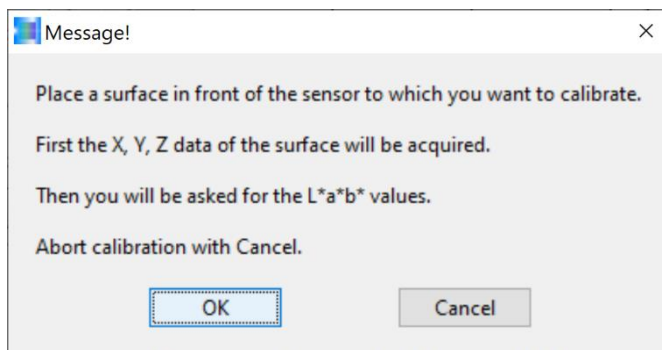 Message!
Place a surface in front of the sensor to which you want to calibrate.
First the X, Y, Z data of the surface will be acquired.
Then you will be asked for the L*a*b* values.
Abort calibration with Cancel.
OK Cancel